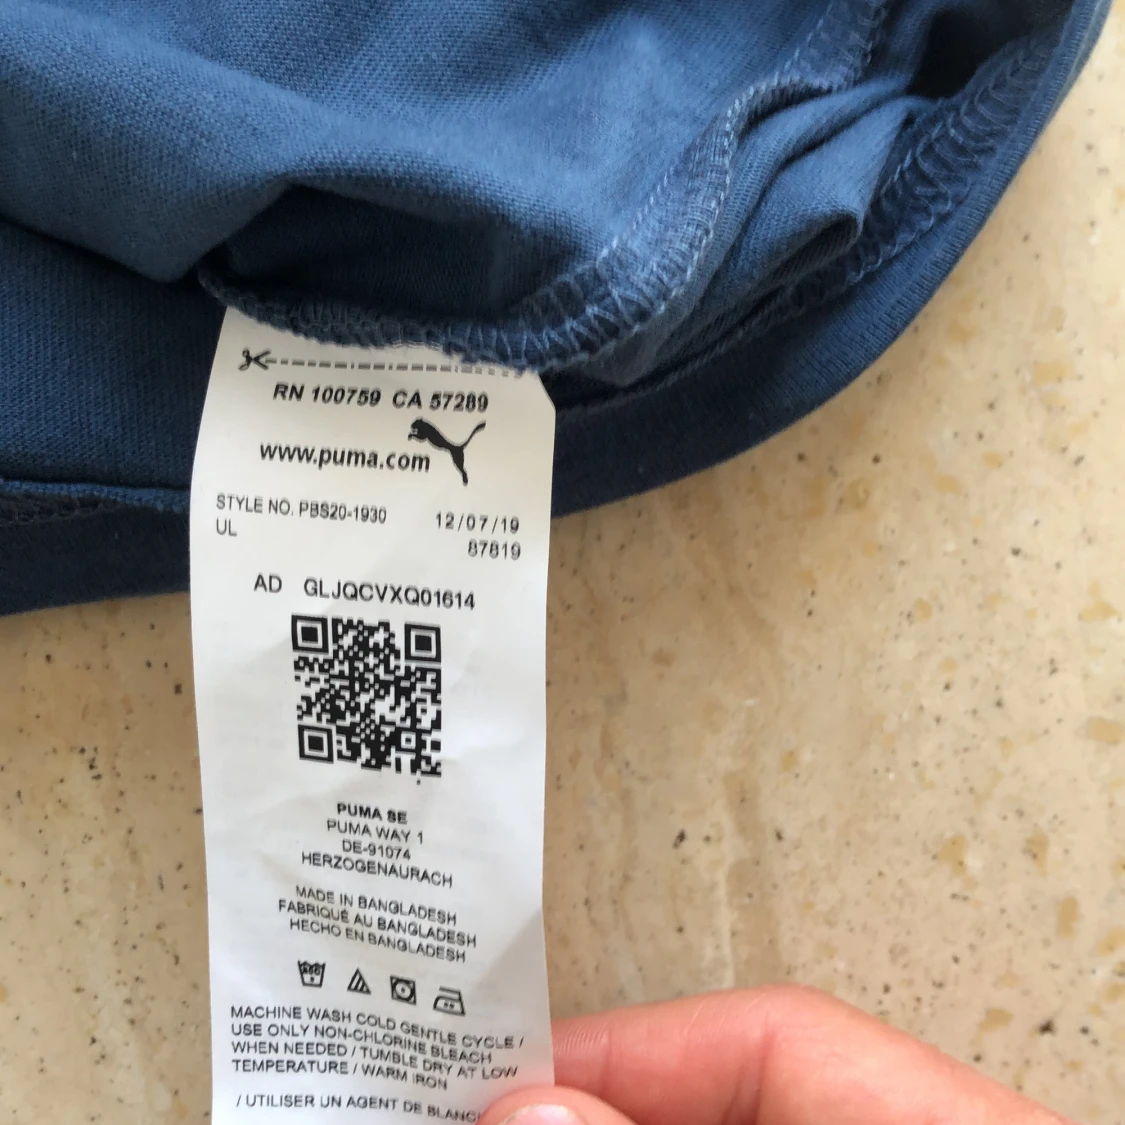 RN 100759 CA 57289
www.puma.com
STYLE NO. PBS20-1930 12/07/19
UL 87819
AD GLJQCVXQ01614
PUMA SE
PUMA WAY 1
DE-91074
HERZOGENAURACH
MADE IN BANGLADESH
FABRIQUÉ AU BANGLADESH
HECHO EN BANGLADESH
MACHINE WASH COLD GENTLE CYCLE /
USE ONLY NON-CHLORINE BLEACH
WHEN NEEDED / TUMBLE DRY AT LOW
TEMPERATURE / WARM IRON
/ UTILISER UN AGENT DE